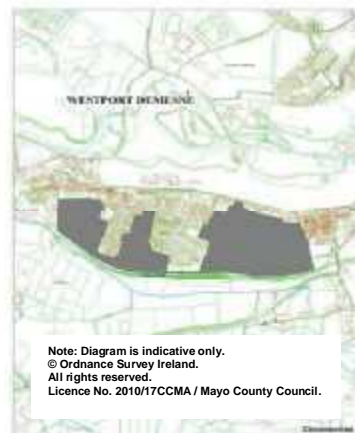 WESTPORT DEMESNE
Note: Diagram is indicative only.
© Ordnance Survey Ireland.
All rights reserved.
Licence No. 2010/17CCMA / Mayo County Council.